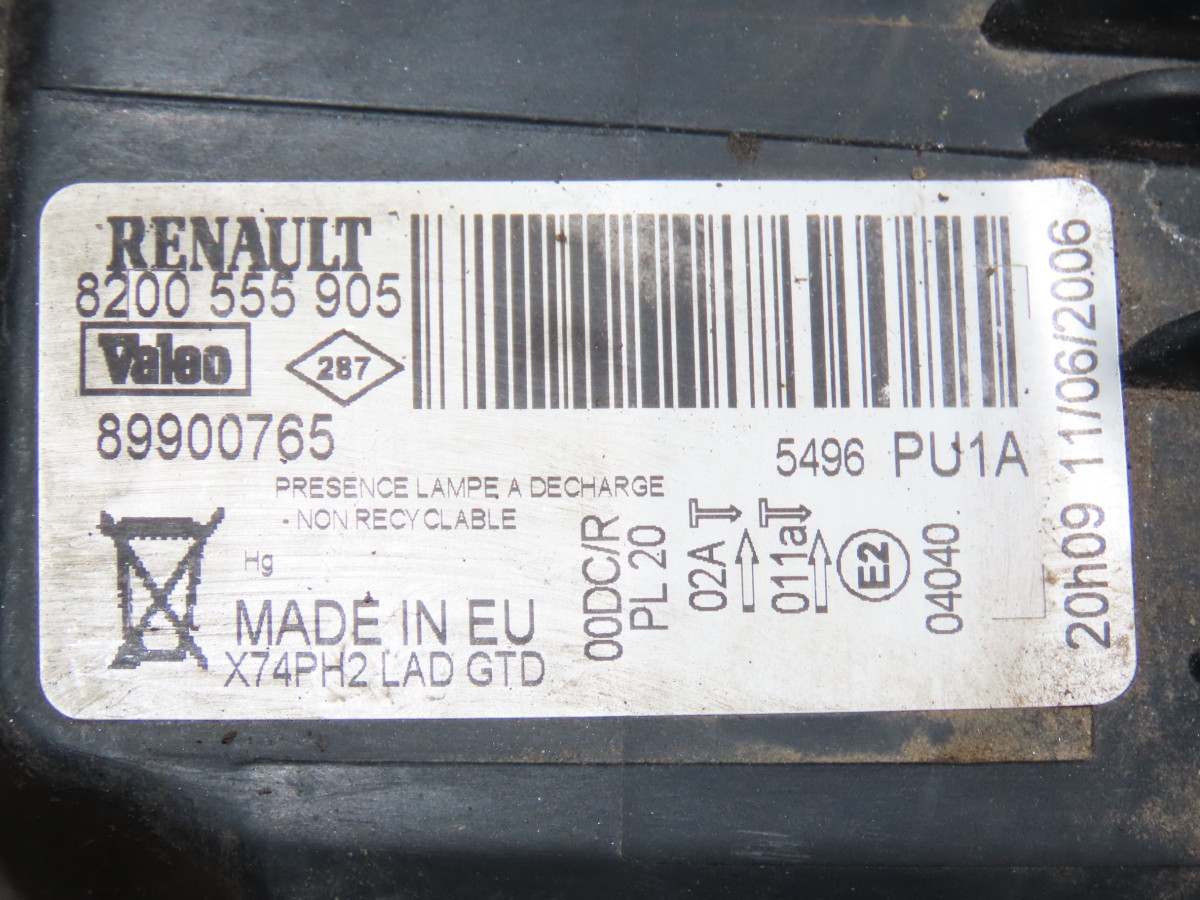 RENAULT
8200 555 905
Valeo
287
89900765
5496 PU1A
PRESENCE LAMPE A DECHARGE
- NON RECYCLABLE
Hg
MADE IN EU
X74PH2 LAD GTD
00DC/R
PL 20
02A
011a
E2
04040
20h09 11/06/2006